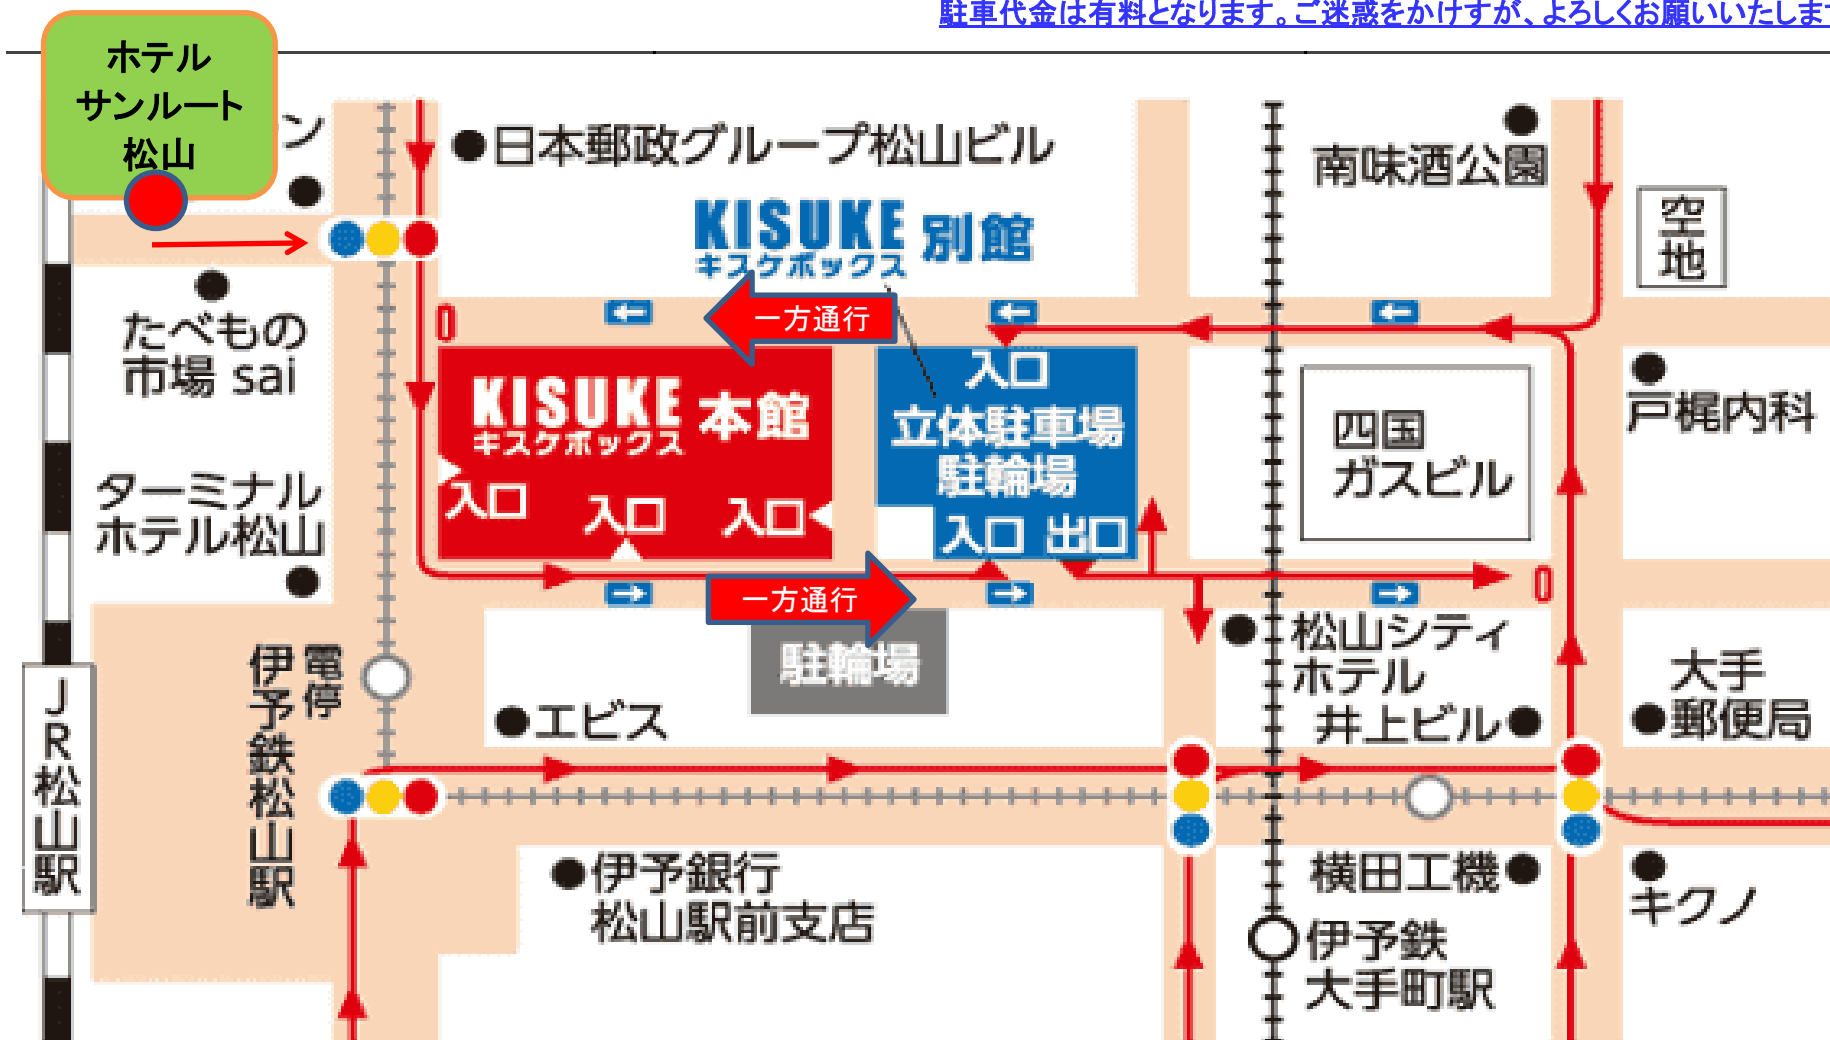 駐車代金は有料となります。ご迷惑をかけすが、よろしくお願いいたします
ホテル
サンルート
松山
ン
日本郵政グループ松山ビル
南味酒公園
空地
KISUKE 別館
キスケボックス
一方通行
たべもの
市場 sai
KISUKE 本館
キスケボックス
入口
入口
入口
入口
立体駐車場
駐輪場
入口 出口
四国
ガスビル
戸梶内科
ターミナル
ホテル松山
一方通行
駐輪場
電停
伊予鉄松山駅
JR松山駅
エビス
松山シティ
ホテル
井上ビル
大手
郵便局
伊予銀行
松山駅前支店
横田工機
キクノ
伊予鉄
大手町駅